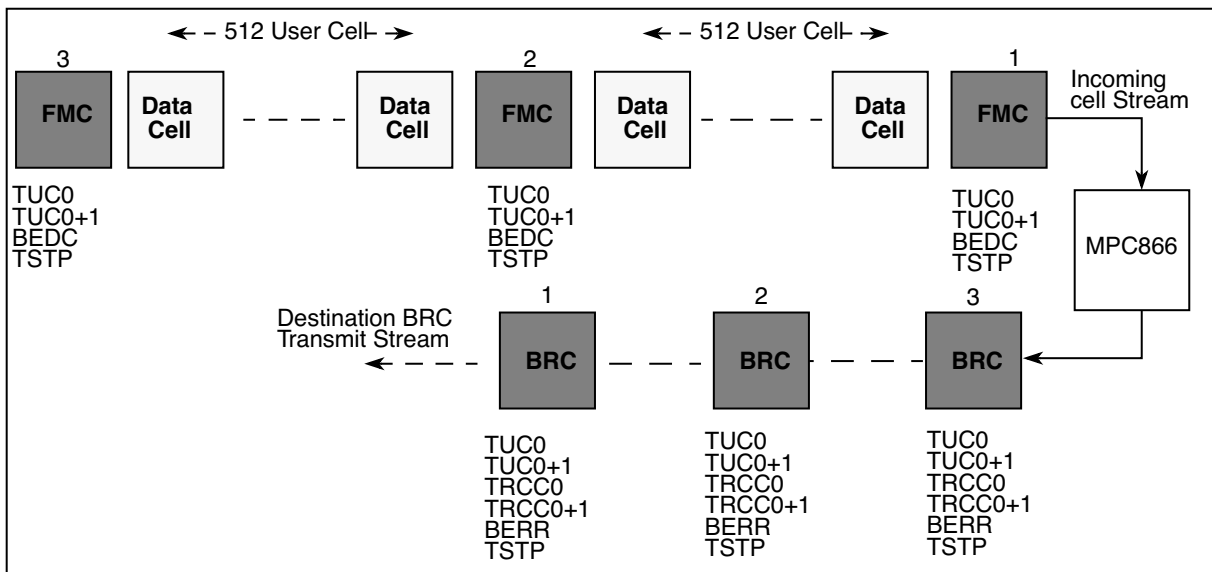 512 User Cell
512 User Cell
3
2
1
Incoming
cell Stream
FMC
Data
Cell
Data
Cell
FMC
Data
Cell
Data
Cell
FMC
TUC0
TUC0+1
BEDC
TSTP
TUC0
TUC0+1
BEDC
TSTP
TUC0
TUC0+1
BEDC
TSTP
MPC866
Destination BRC
Transmit Stream
1
2
3
BRC
BRC
BRC
TUC0
TUC0+1
TRCC0
TRCC0+1
BERR
TSTP
TUC0
TUC0+1
TRCC0
TRCC0+1
BERR
TSTP
TUC0
TUC0+1
TRCC0
TRCC0+1
BERR
TSTP